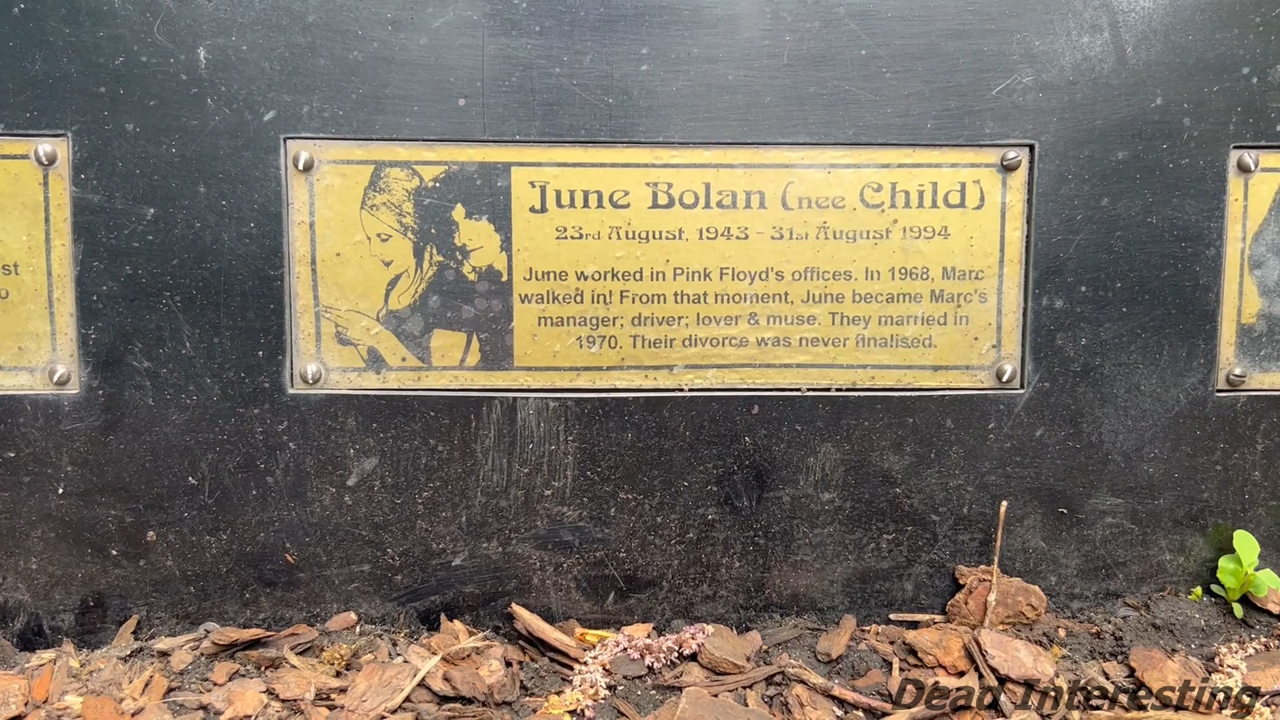 June Bolan (nee Child)
23rd August, 1943 - 31st August 1994
June worked in Pink Floyd's offices. In 1968, Marc
walked in! From that moment, June became Marc's
manager; driver; lover & muse. They married in
1970. Their divorce was never finalised.
st
o
Dead Interesting